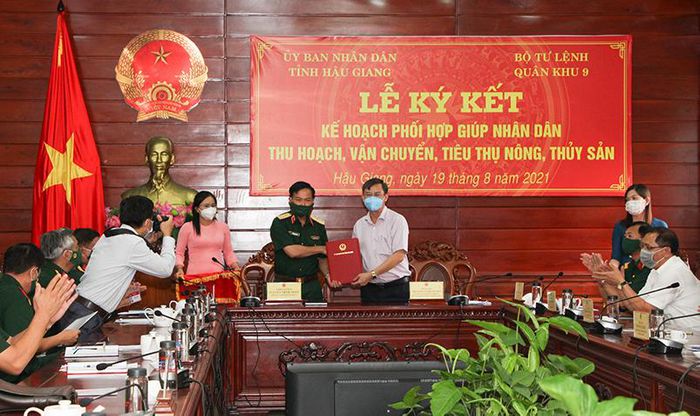 ỦY BAN NHÂN DÂN
TỈNH HẬU GIANG
BỘ TƯ LỆNH
QUÂN KHU 9
LỄ KÝ KẾT
KẾ HOẠCH PHỐI HỢP GIÚP NHÂN DÂN
THU HOẠCH, VẬN CHUYỂN, TIÊU THỤ NÔNG, THỦY SẢN
Hậu Giang, ngày 19 tháng 8 năm 2021